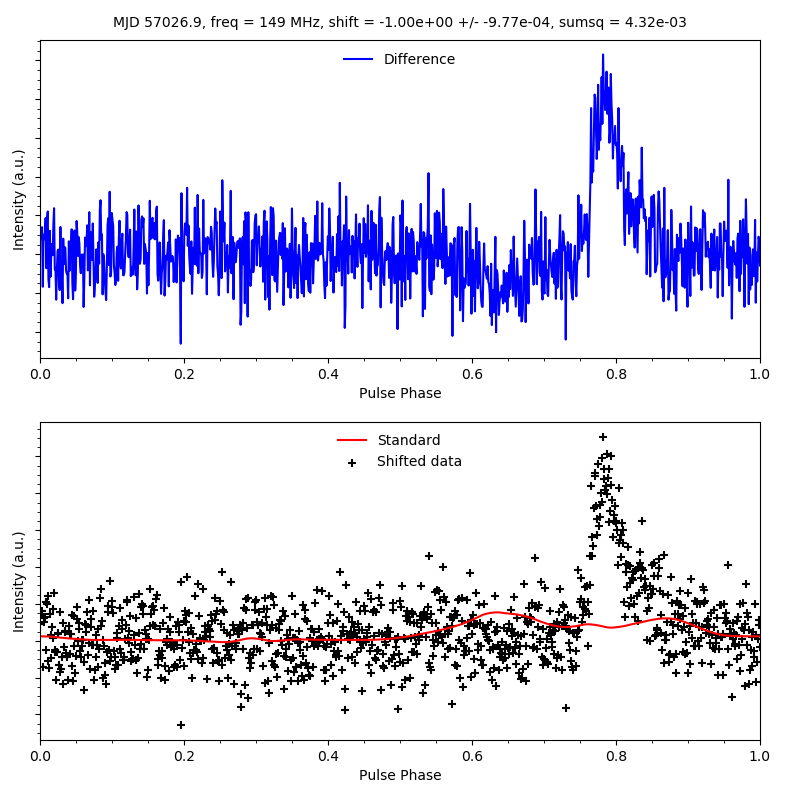 MJD 57026.9, freq = 149 MHz, shift = -1.00e+00 +/- -9.77e-04, sumsq = 4.32e-03
Difference
Intensity (a.u.)
0.0 0.2 0.4 0.6 0.8 1.0
Pulse Phase
Standard
Shifted data
Intensity (a.u.)
0.0 0.2 0.4 0.6 0.8 1.0
Pulse Phase